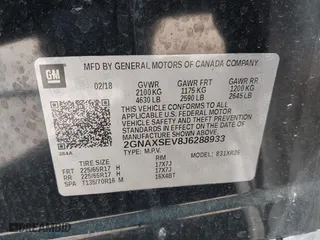 MFD BY GENERAL MOTORS OF CANADA COMPANY
GM
02/18 GVWR GAWR FRT GAWR RR
2100 KG 1175 KG 1200 KG
4630 LB 2590 LB 2645 LB
THIS VEHICLE CONFORMS TO ALL
APPLICABLE U.S. FEDERAL MOTOR
VEHICLE SAFETY AND THEFT PREVENTION
STANDARDS IN EFFECT ON THE DATE OF
MANUFACTURE SHOWN ABOVE.
2GNAXSEV8J6288933
TYPE: M.P.V. MODEL:
TIRE SIZE RIM
FRT 225/65R17 H 17X7J
RR 225/65R17 H 17X7J
SPA T135/70R16 M 16X4BT